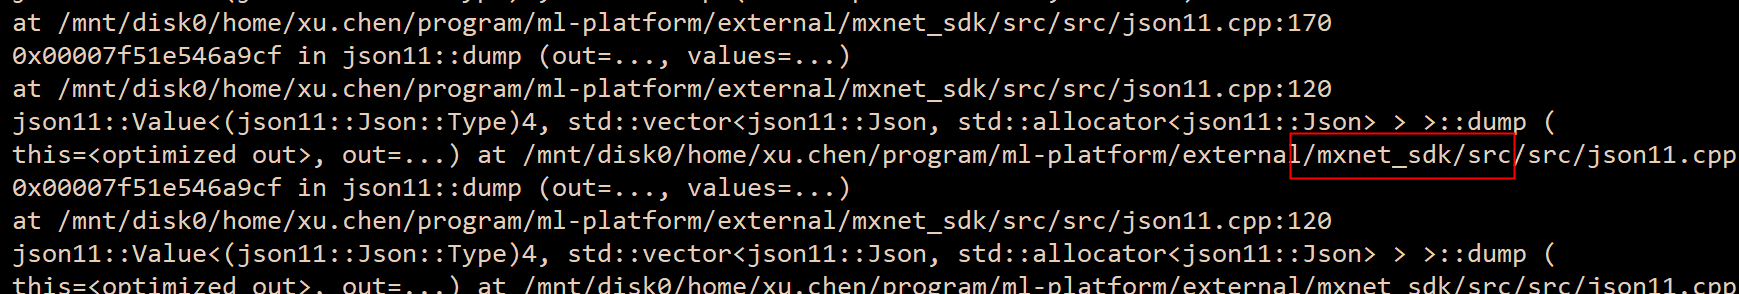 at /mnt/disk0/home/xu.chen/program/ml-platform/external/mxnet_sdk/src/src/json11.cpp:170
0x00007f51e546a9cf in json11::dump (out=..., values=...)
at /mnt/disk0/home/xu.chen/program/ml-platform/external/mxnet_sdk/src/src/json11.cpp:120
json11::Value<(json11::Json::Type)4, std::vector<json11::Json, std::allocator<json11::Json> > >::dump (
this=<optimized out>, out=...) at /mnt/disk0/home/xu.chen/program/ml-platform/external/mxnet_sdk/src/src/json11.cpp
0x00007f51e546a9cf in json11::dump (out=..., values=...)
at /mnt/disk0/home/xu.chen/program/ml-platform/external/mxnet_sdk/src/src/json11.cpp:120
json11::Value<(json11::Json::Type)4, std::vector<json11::Json, std::allocator<json11::Json> > >::dump (
this=<optimized out>, out=...) at /mnt/disk0/home/xu.chen/program/ml-platform/external/mxnet_sdk/src/src/json11.cpp